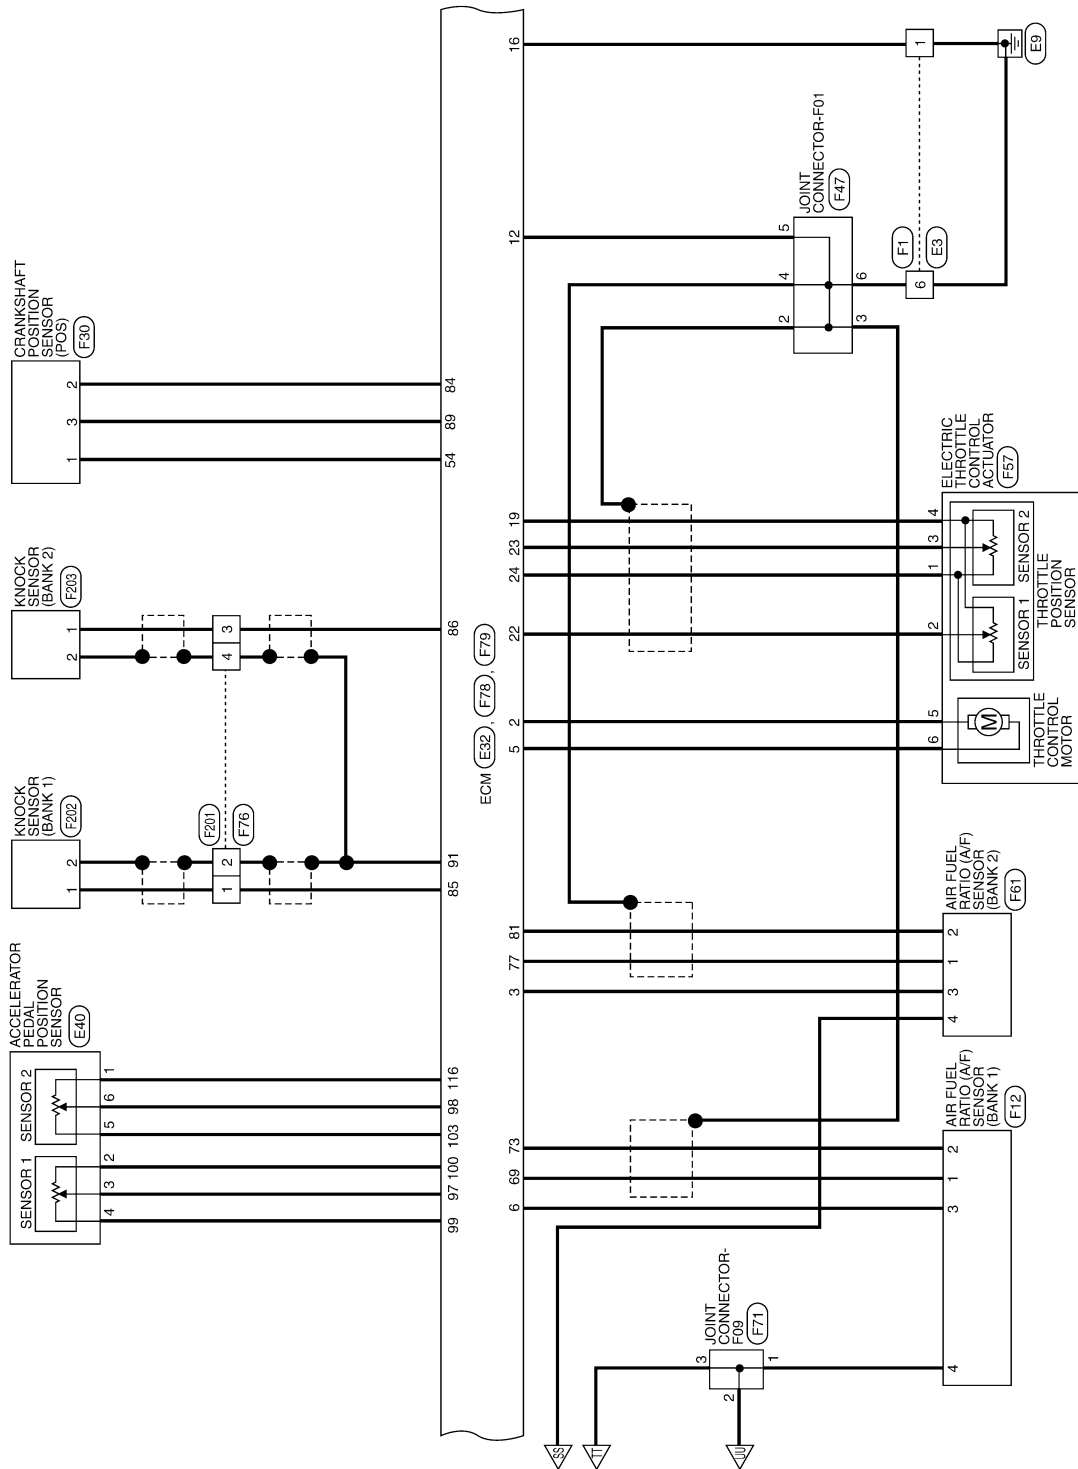 ACCELERATOR
PEDAL
POSITION
SENSOR
E40
SENSOR 1
SENSOR 2
4 3 2 5 6 1
99 97 100 103 98 116
KNOCK
SENSOR
(BANK 1)
F202
1 2
F201
1 2
F76
85 91
KNOCK
SENSOR
(BANK 2)
F203
2 1
4 3
86
CRANKSHAFT
POSITION
SENSOR
(POS)
F30
1 3 2
54 89 84
ECM E32 , F78 , F79
6 69 73 3 77 81 5 2 22 24 23 19 12 16
SS
TT
UU
JOINT
CONNECTOR-
F09
F71
3
2
1
JOINT
CONNECTOR-F01
F47
2 4 5
3 6
F1
6 1
E3
E9
AIR FUEL
RATIO (A/F)
SENSOR
(BANK 1)
F12
4 3 1 2
AIR FUEL
RATIO (A/F)
SENSOR
(BANK 2)
F61
4 3 1 2
ELECTRIC
THROTTLE
CONTROL
ACTUATOR
F57
6 5 2 1 3 4
M
THROTTLE
CONTROL
MOTOR
SENSOR 1
SENSOR 2
THROTTLE
POSITION
SENSOR